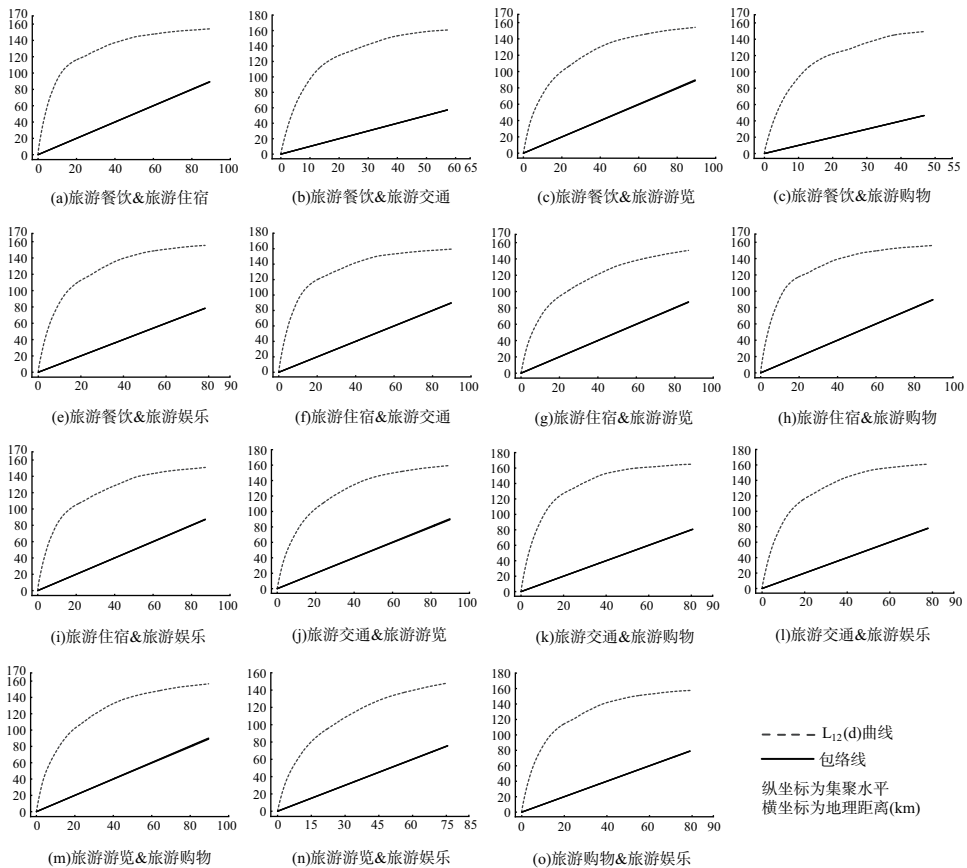 170 160 140 120 100 80 60 40 20 0
0 20 40 60 80 100
(a)旅游餐饮&旅游住宿
180 160 140 120 100 80 60 40 20 0
0 10 20 30 40 50 60 65
(b)旅游餐饮&旅游交通
170 160 140 120 100 80 60 40 20 0
0 20 40 60 80 100
(c)旅游餐饮&旅游游览
170 160 140 120 100 80 60 40 20 0
0 10 20 30 40 50 55
(c)旅游餐饮&旅游购物
170 160 140 120 100 80 60 40 20 0
0 20 40 60 80 90
(e)旅游餐饮&旅游娱乐
180 160 140 120 100 80 60 40 20 0
0 20 40 60 80 100
(f)旅游住宿&旅游交通
170 160 140 120 100 80 60 40 20 0
0 20 40 60 80 100
(g)旅游住宿&旅游游览
170 160 140 120 100 80 60 40 20 0
0 20 40 60 80 100
(h)旅游住宿&旅游购物
170 160 140 120 100 80 60 40 20 0
0 20 40 60 80 100
(i)旅游住宿&旅游娱乐
180 160 140 120 100 80 60 40 20 0
0 20 40 60 80 100
(j)旅游交通&旅游游览
180 160 140 120 100 80 60 40 20 0
0 20 40 60 80 90
(k)旅游交通&旅游购物
180 160 140 120 100 80 60 40 20 0
0 20 40 60 80 90
(l)旅游交通&旅游娱乐
170 160 140 120 100 80 60 40 20 0
0 20 40 60 80 100
(m)旅游游览&旅游购物
160 140 120 100 80 60 40 20 0
0 15 30 45 60 75 85
(n)旅游游览&旅游娱乐
180 160 140 120 100 80 60 40 20 0
0 20 40 60 80 90
(o)旅游购物&旅游娱乐
L₁₂(d)曲线
包络线
纵坐标为集聚水平
横坐标为地理距离(km)